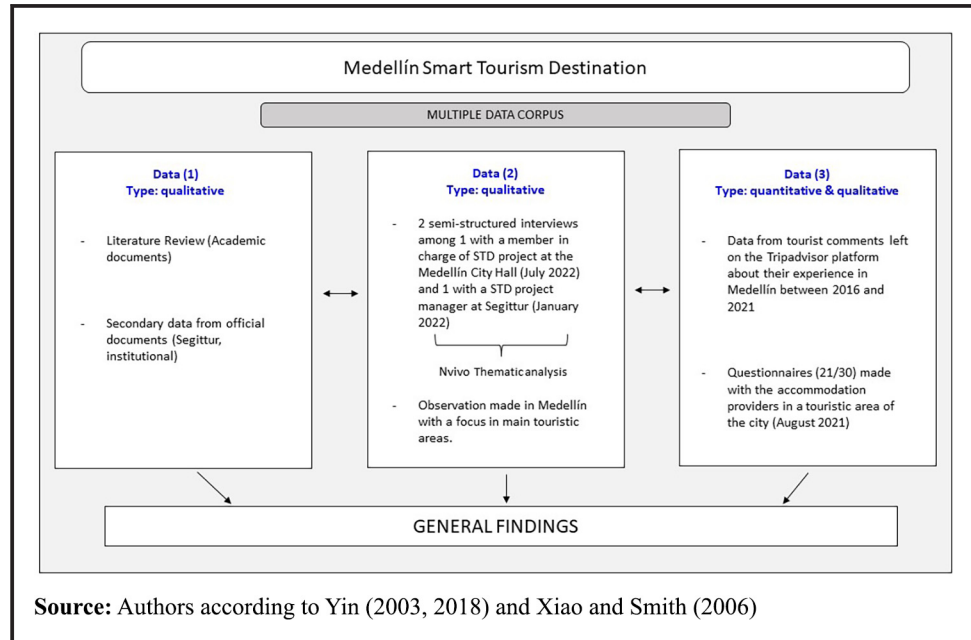 Medellín Smart Tourism Destination
MULTIPLE DATA CORPUS
Data (1)
Type: qualitative
- Literature Review (Academic
documents)
- Secondary data from official
documents (Segittur,
institutional)
Data (2)
Type: qualitative
- 2 semi-structured interviews
among 1 with a member in
charge of STD project at the
Medellín City Hall (July 2022)
and 1 with a STD project
manager at Segittur (January
2022)
Nvivo Thematic analysis
- Observation made in Medellín
with a focus in main touristic
areas.
Data (3)
Type: quantitative & qualitative
- Data from tourist comments left
on the Tripadvisor platform
about their experience in
Medellín between 2016 and
2021
- Questionnaires (21/30) made
with the accommodation
providers in a touristic area of
the city (August 2021)
GENERAL FINDINGS
Source: Authors according to Yin (2003, 2018) and Xiao and Smith (2006)